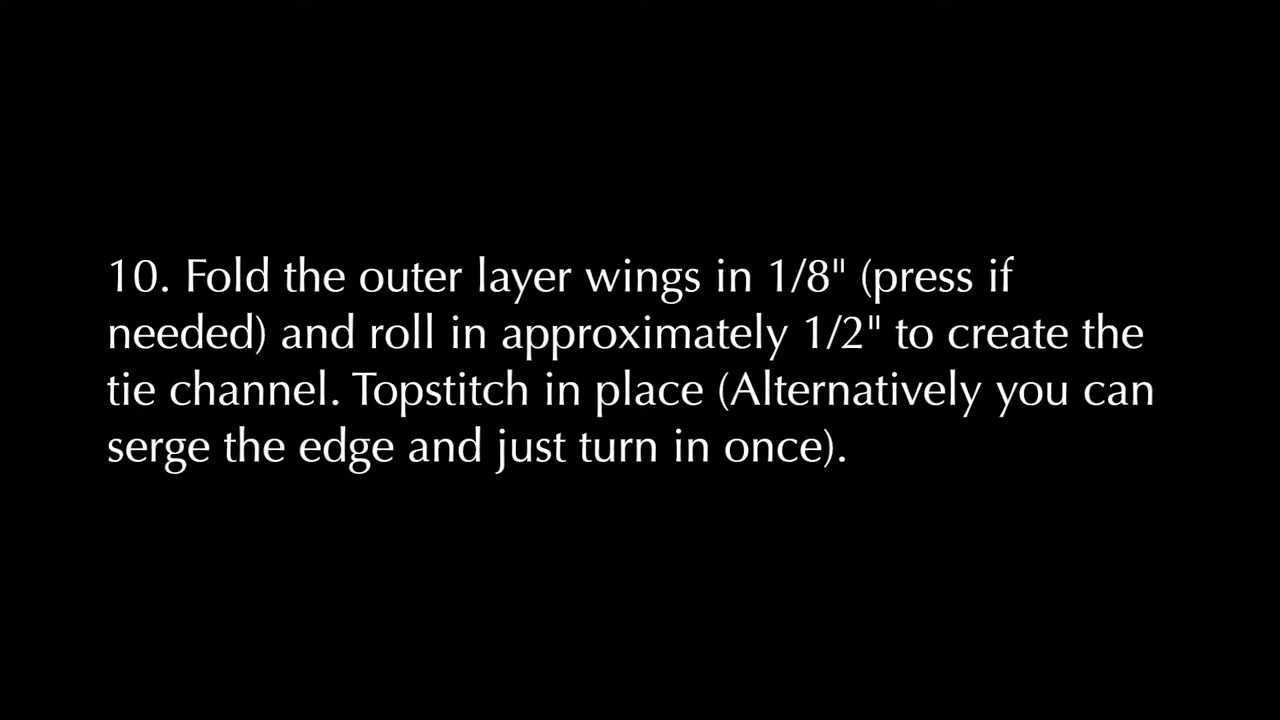 10. Fold the outer layer wings in 1/8" (press if
needed) and roll in approximately 1/2" to create the
tie channel. Topstitch in place (Alternatively you can
serge the edge and just turn in once).